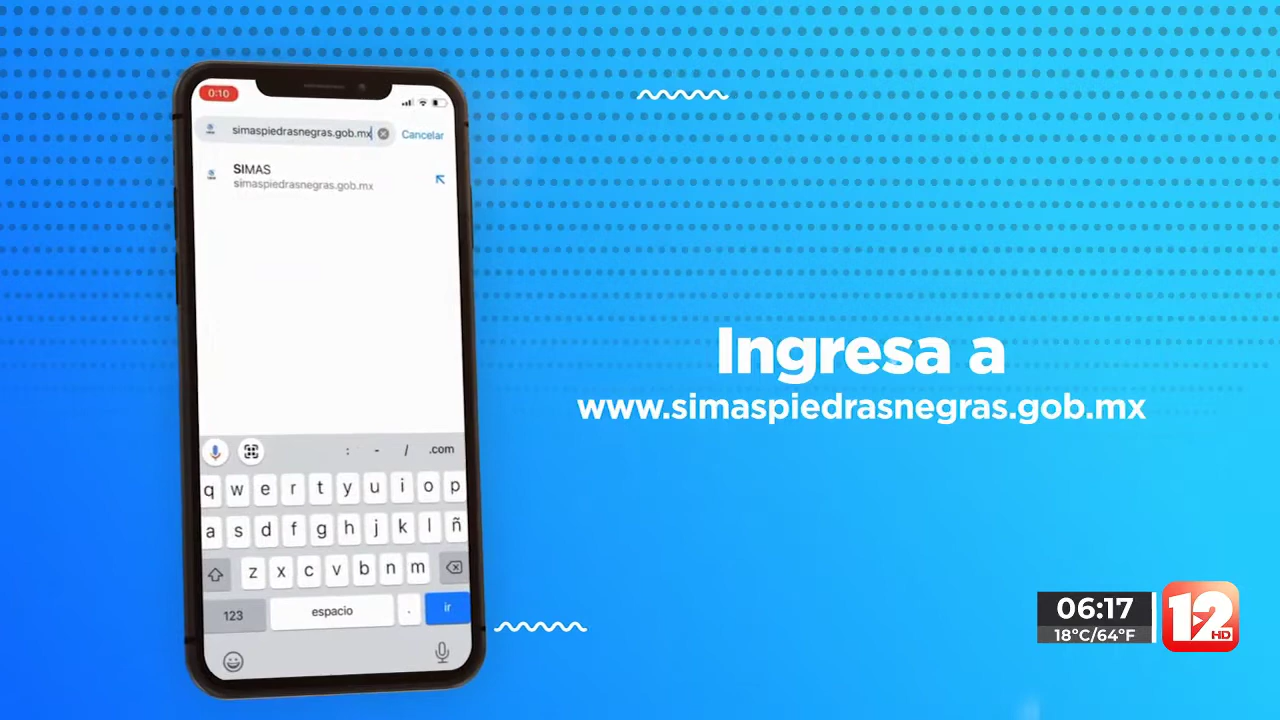 0:10
simaspiedrasnegras.gob.mx
Cancelar
SIMAS
simaspiedrasnegras.gob.mx
: - / .com
q w e r t y u i o p
a s d f g h j k l ñ
z x c v b n m
123 espacio . ir
Ingresa a
www.simaspiedrasnegras.gob.mx
06:17
18°C/64°F
12
HD